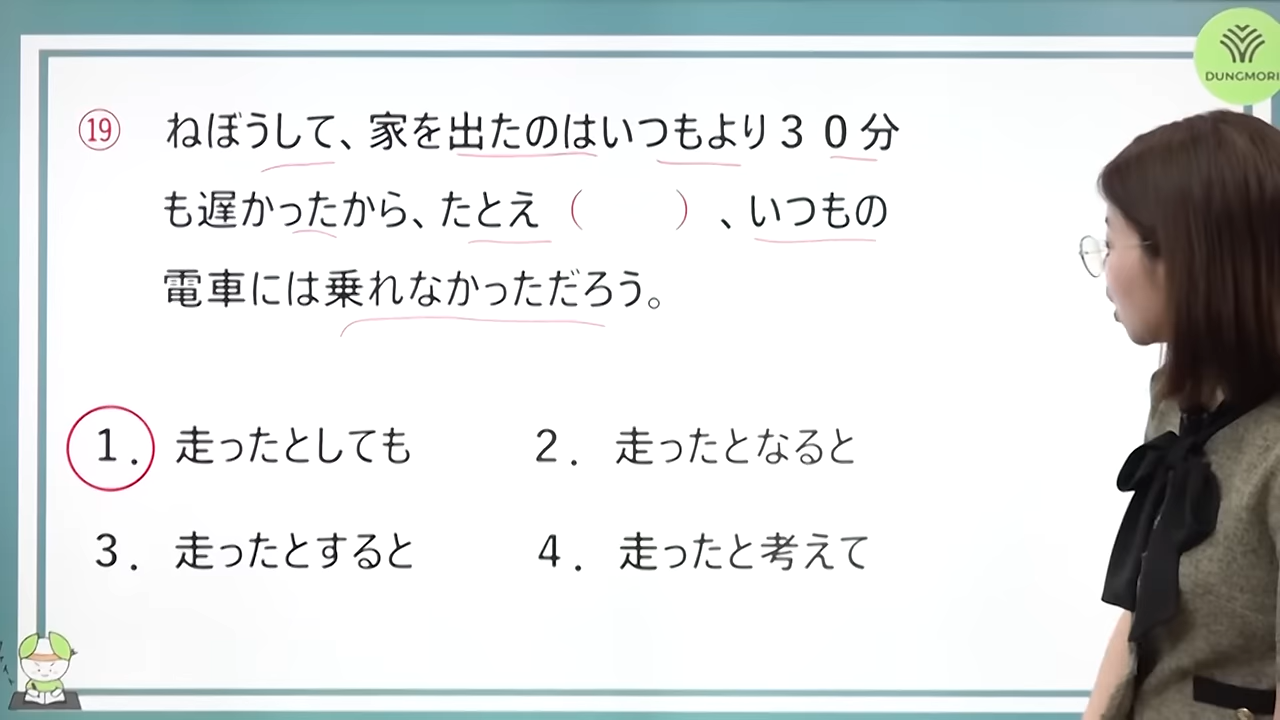 DUNGMORI
⑲ ねぼうして、家を出たのはいつもより３０分
も遅かったから、たとえ（　　）、いつもの
電車には乗れなかっただろう。
１．走ったとしても　２．走ったとなると
３．走ったとすると　４．走ったと考えて